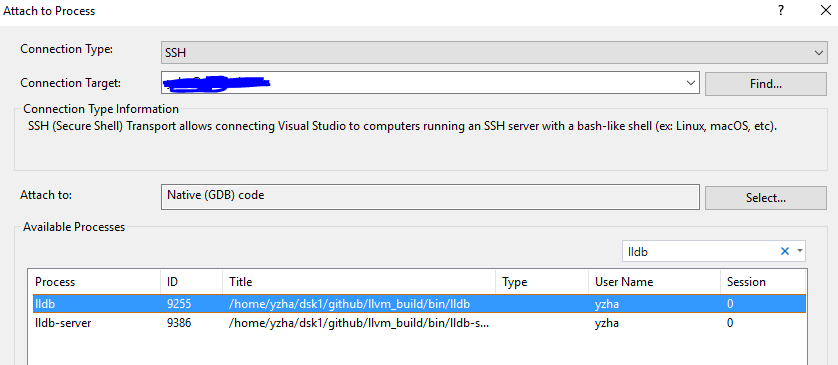 Attach to Process
? X
Connection Type: SSH
Connection Target: Find...
Connection Type Information
SSH (Secure Shell) Transport allows connecting Visual Studio to computers running an SSH server with a bash-like shell (ex: Linux, macOS, etc).
Attach to: Native (GDB) code Select...
Available Processes
lldb
Process ID Title Type User Name Session
lldb 9255 /home/yzha/dsk1/github/llvm_build/bin/lldb yzha 0
lldb-server 9386 /home/yzha/dsk1/github/llvm_build/bin/lldb-s... yzha 0